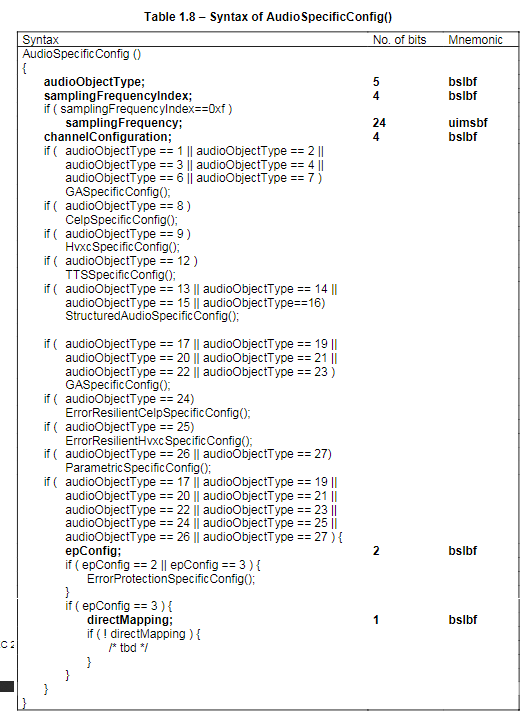 Table 1.8 – Syntax of AudioSpecificConfig()
Syntax No. of bits Mnemonic
AudioSpecificConfig ()
{
audioObjectType; 5 bslbf
samplingFrequencyIndex; 4 bslbf
if ( samplingFrequencyIndex==0xf )
samplingFrequency; 24 uimsbf
channelConfiguration; 4 bslbf
if ( audioObjectType == 1 || audioObjectType == 2 ||
audioObjectType == 3 || audioObjectType == 4 ||
audioObjectType == 6 || audioObjectType == 7 )
GASpecificConfig();
if ( audioObjectType == 8 )
CelpSpecificConfig();
if ( audioObjectType == 9 )
HvxcSpecificConfig();
if ( audioObjectType == 12 )
TTSSpecificConfig();
if ( audioObjectType == 13 || audioObjectType == 14 ||
audioObjectType == 15 || audioObjectType==16)
StructuredAudioSpecificConfig();
if ( audioObjectType == 17 || audioObjectType == 19 ||
audioObjectType == 20 || audioObjectType == 21 ||
audioObjectType == 22 || audioObjectType == 23 )
GASpecificConfig();
if ( audioObjectType == 24)
ErrorResilientCelpSpecificConfig();
if ( audioObjectType == 25)
ErrorResilientHvxcSpecificConfig();
if ( audioObjectType == 26 || audioObjectType == 27)
ParametricSpecificConfig();
if ( audioObjectType == 17 || audioObjectType == 19 ||
audioObjectType == 20 || audioObjectType == 21 ||
audioObjectType == 22 || audioObjectType == 23 ||
audioObjectType == 24 || audioObjectType == 25 ||
audioObjectType == 26 || audioObjectType == 27 ) {
epConfig; 2 bslbf
if ( epConfig == 2 || epConfig == 3 ) {
ErrorProtectionSpecificConfig();
}
if ( epConfig == 3 ) {
directMapping; 1 bslbf
if ( ! directMapping ) {
C 2 /* tbd */
}
}
}
}